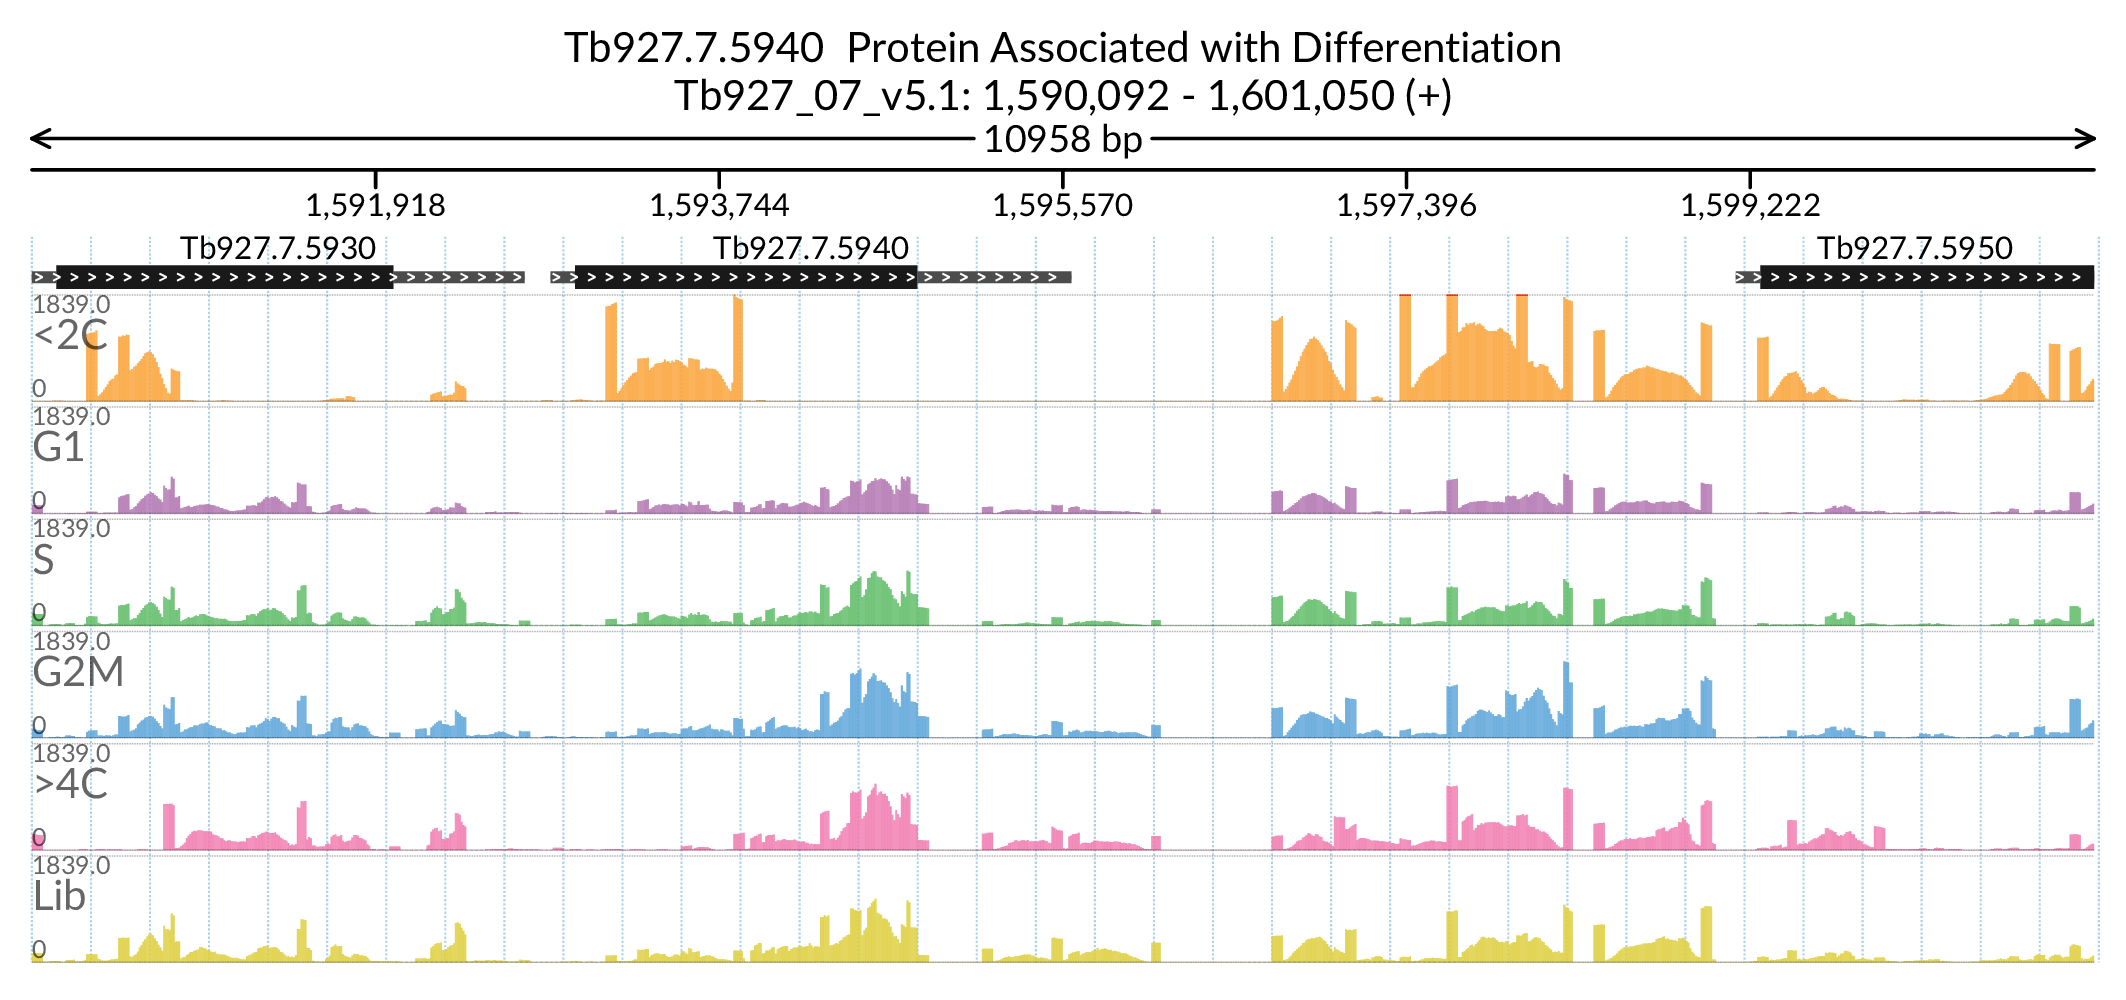 Tb927.7.5940  Protein Associated with Differentiation
Tb927_07_v5.1: 1,590,092 - 1,601,050 (+)
10958 bp
1,591,918 1,593,744 1,595,570 1,597,396 1,599,222
Tb927.7.5930 Tb927.7.5940 Tb927.7.5950
1839.0
<2C
0
1839.0
G1
0
1839.0
S
0
1839.0
G2M
0
1839.0
>4C
0
1839.0
Lib
0